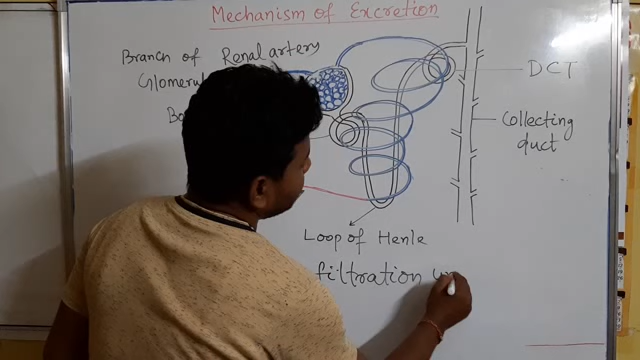 Mechanism of Excretion
Branch of Renal artery
DCT
Collecting
duct
Loop of Henle
filtration